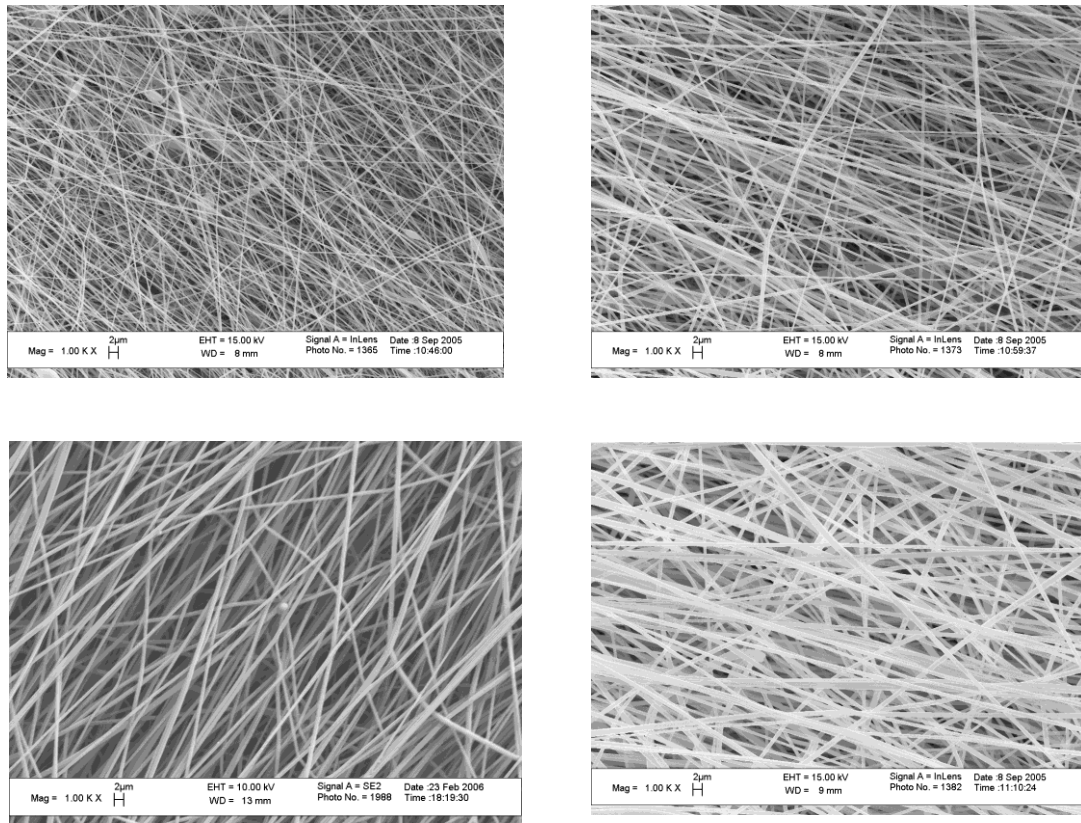 2µm
EHT = 15.00 kV
Signal A = InLens
Date :8 Sep 2005
Mag = 1.00 K X
WD = 8 mm
Photo No. = 1365
Time :10:46:00
2µm
EHT = 15.00 kV
Signal A = InLens
Date :8 Sep 2005
Mag = 1.00 K X
WD = 8 mm
Photo No. = 1373
Time :10:59:37
2µm
EHT = 10.00 kV
Signal A = SE2
Date :23 Feb 2006
Mag = 1.00 K X
WD = 13 mm
Photo No. = 1988
Time :18:19:30
2µm
EHT = 15.00 kV
Signal A = InLens
Date :8 Sep 2005
Mag = 1.00 K X
WD = 9 mm
Photo No. = 1382
Time :11:10:24